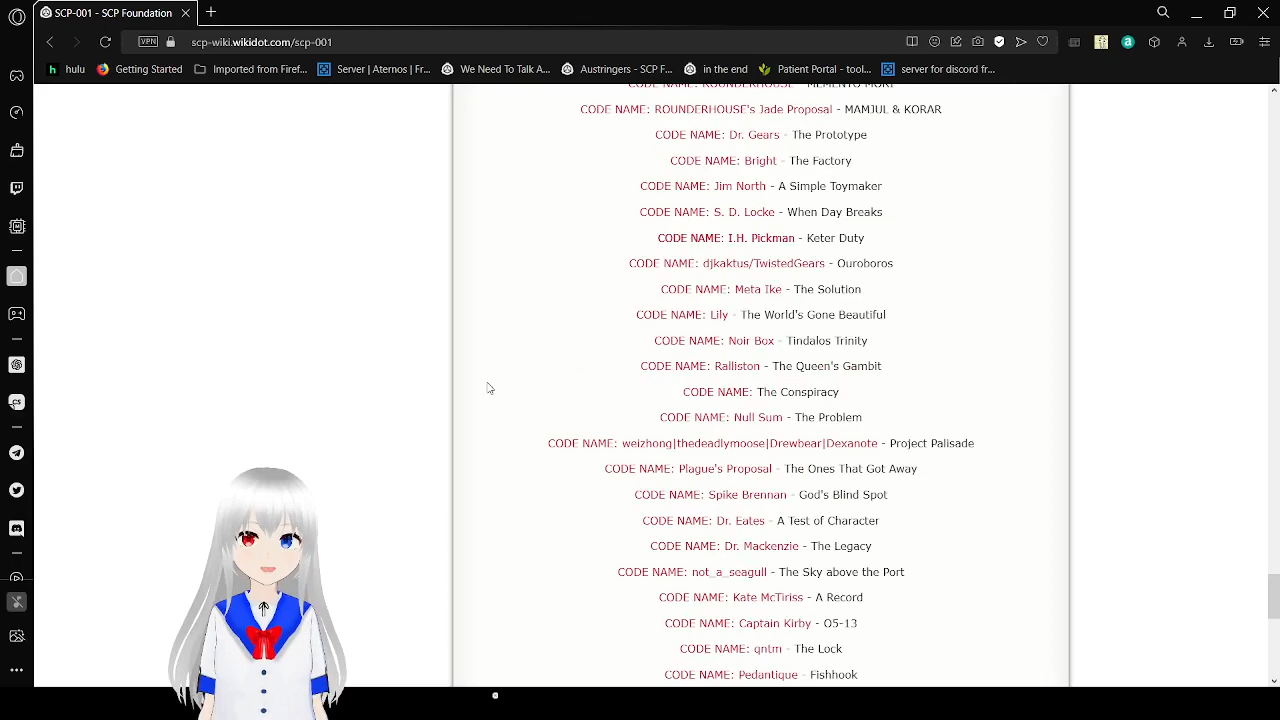 SCP-001 - SCP Foundation
VPN
scp-wiki.wikidot.com/scp-001
hulu
Getting Started
Imported from Firef...
Server | Aternos | Fr...
We Need To Talk A...
Austringers - SCP F...
in the end
Patient Portal - tool...
server for discord fra...
CODE NAME: ROUNDERHOUSE - MEMENTO MORI
CODE NAME: ROUNDERHOUSE's Jade Proposal - MAMJUL & KORAR
CODE NAME: Dr. Gears - The Prototype
CODE NAME: Bright - The Factory
CODE NAME: Jim North - A Simple Toymaker
CODE NAME: S. D. Locke - When Day Breaks
CODE NAME: I.H. Pickman - Keter Duty
CODE NAME: djkaktus/TwistedGears - Ouroboros
CODE NAME: Meta Ike - The Solution
CODE NAME: Lily - The World's Gone Beautiful
CODE NAME: Noir Box - Tindalos Trinity
CODE NAME: Ralliston - The Queen's Gambit
CODE NAME: The Conspiracy
CODE NAME: Null Sum - The Problem
CODE NAME: weizhong|thedeadlymoose|Drewbear|Dexanote - Project Palisade
CODE NAME: Plague's Proposal - The Ones That Got Away
CODE NAME: Spike Brennan - God's Blind Spot
CODE NAME: Dr. Eates - A Test of Character
CODE NAME: Dr. Mackenzie - The Legacy
CODE NAME: not_a_seagull - The Sky above the Port
CODE NAME: Kate McTiriss - A Record
CODE NAME: Captain Kirby - O5-13
CODE NAME: qntm - The Lock
CODE NAME: Pedantique - Fishhook